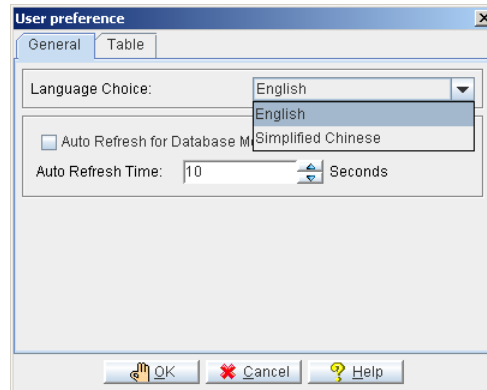 User preference
General Table
Language Choice: English
English
Simplified Chinese
Auto Refresh for Database
Auto Refresh Time: 10 Seconds
OK Cancel Help